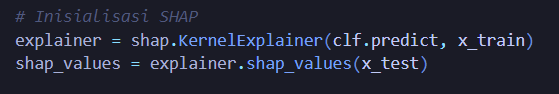 # Inisialisasi SHAP
explainer = shap.KernelExplainer(clf.predict, x_train)
shap_values = explainer.shap_values(x_test)